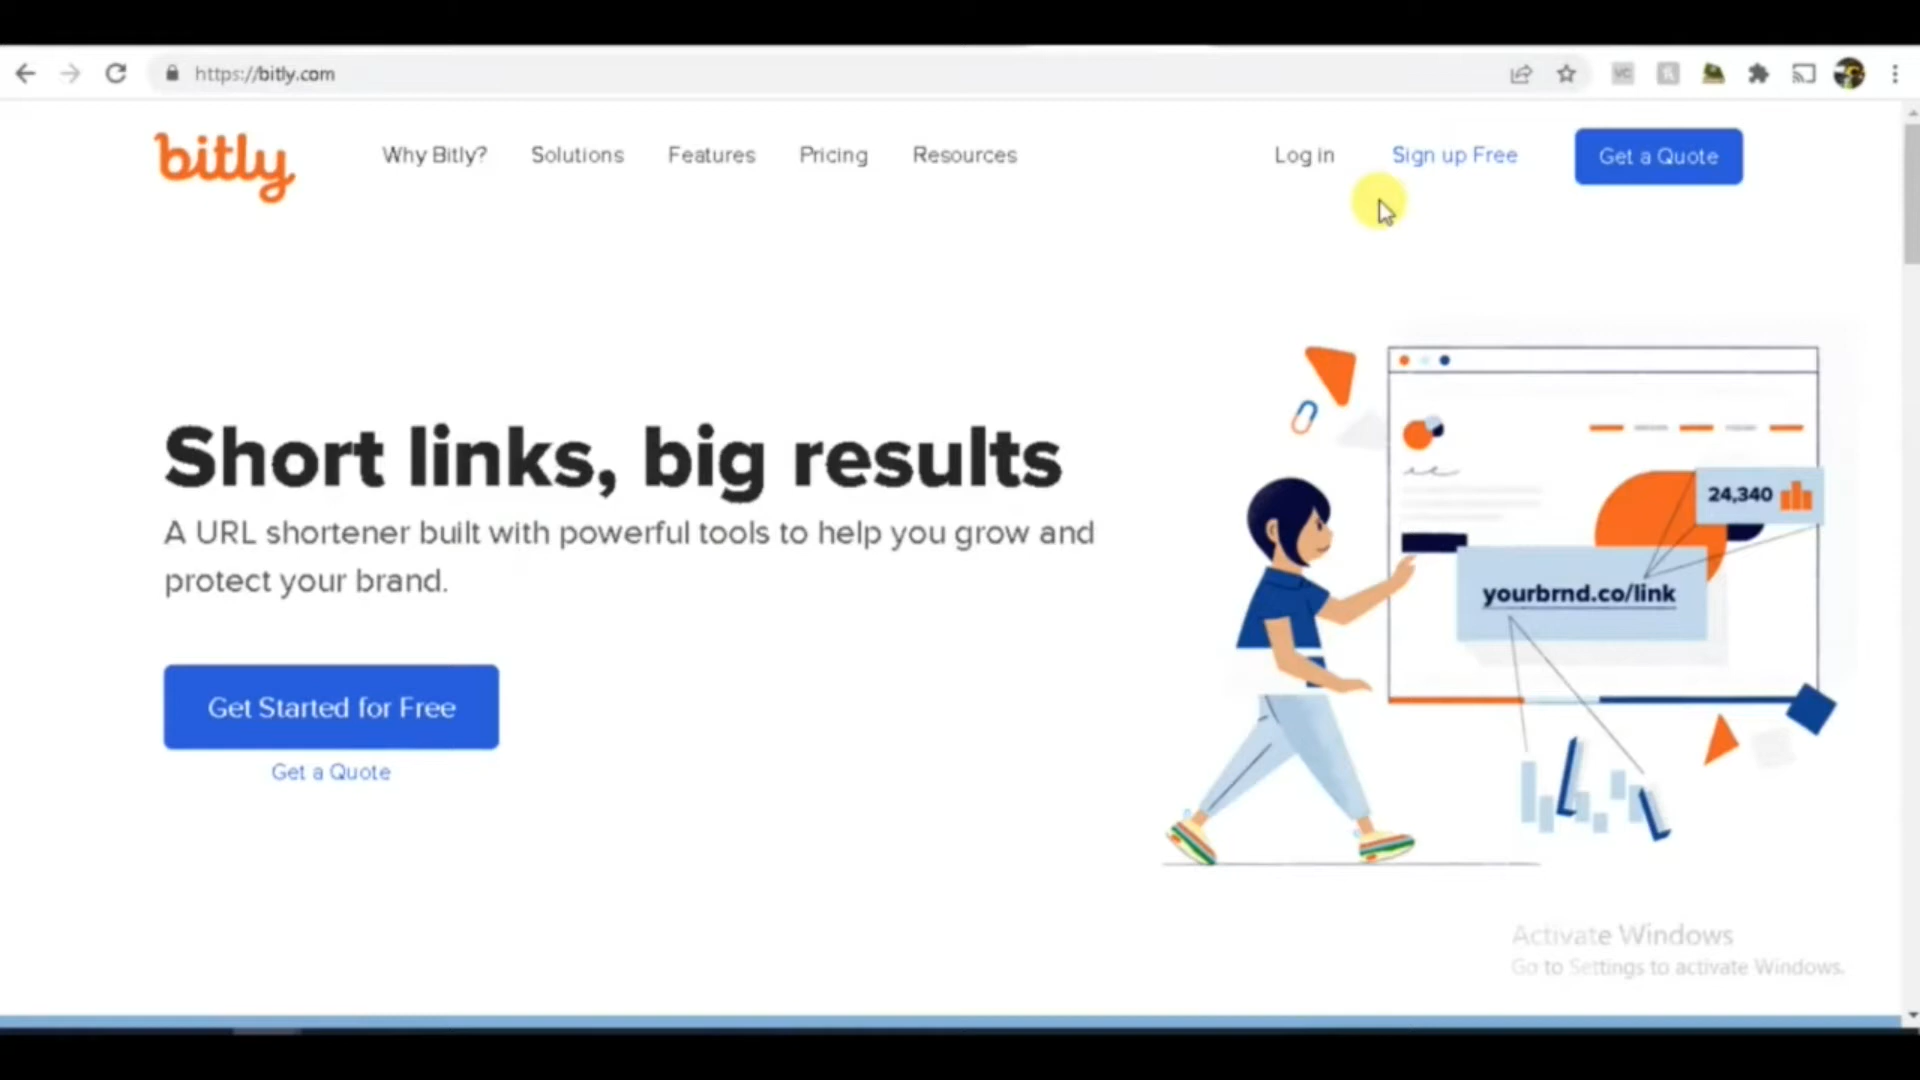 https://bitly.com
bitly
Why Bitly?
Solutions
Features
Pricing
Resources
Log in
Sign up Free
Get a Quote
Short links, big results
A URL shortener built with powerful tools to help you grow and
protect your brand.
Get Started for Free
Get a Quote
24,340
yourbrnd.co/link
Activate Windows
Go to Settings to activate Windows.